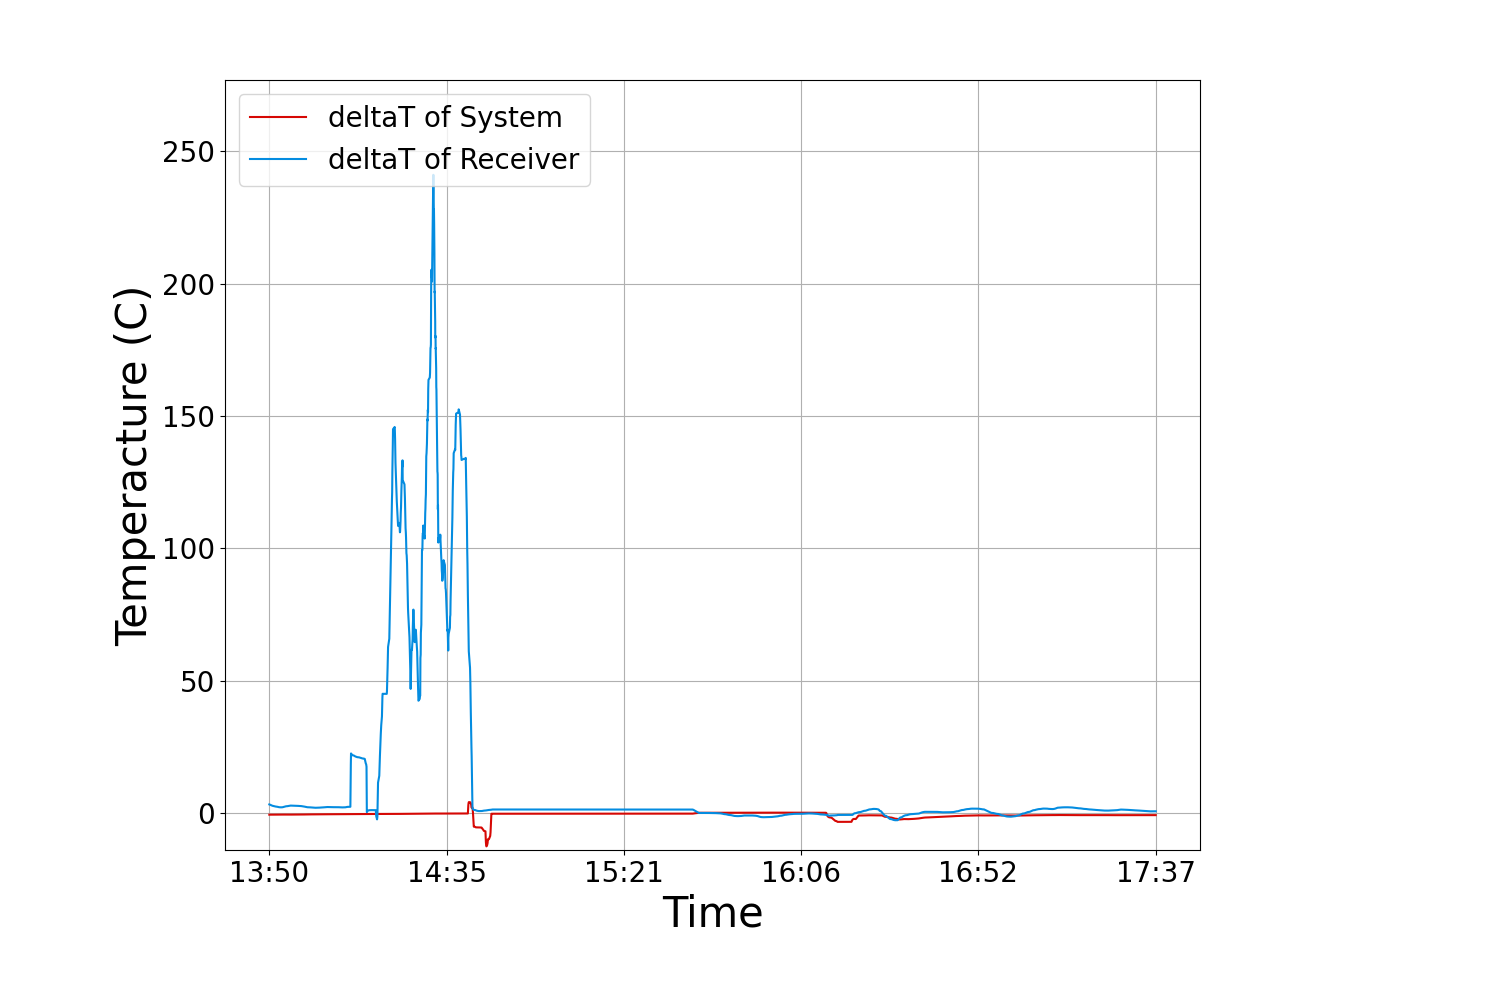 deltaT of System
deltaT of Receiver
Temperacture (C)
250
200
150
100
50
0
13:50 14:35 15:21 16:06 16:52 17:37
Time